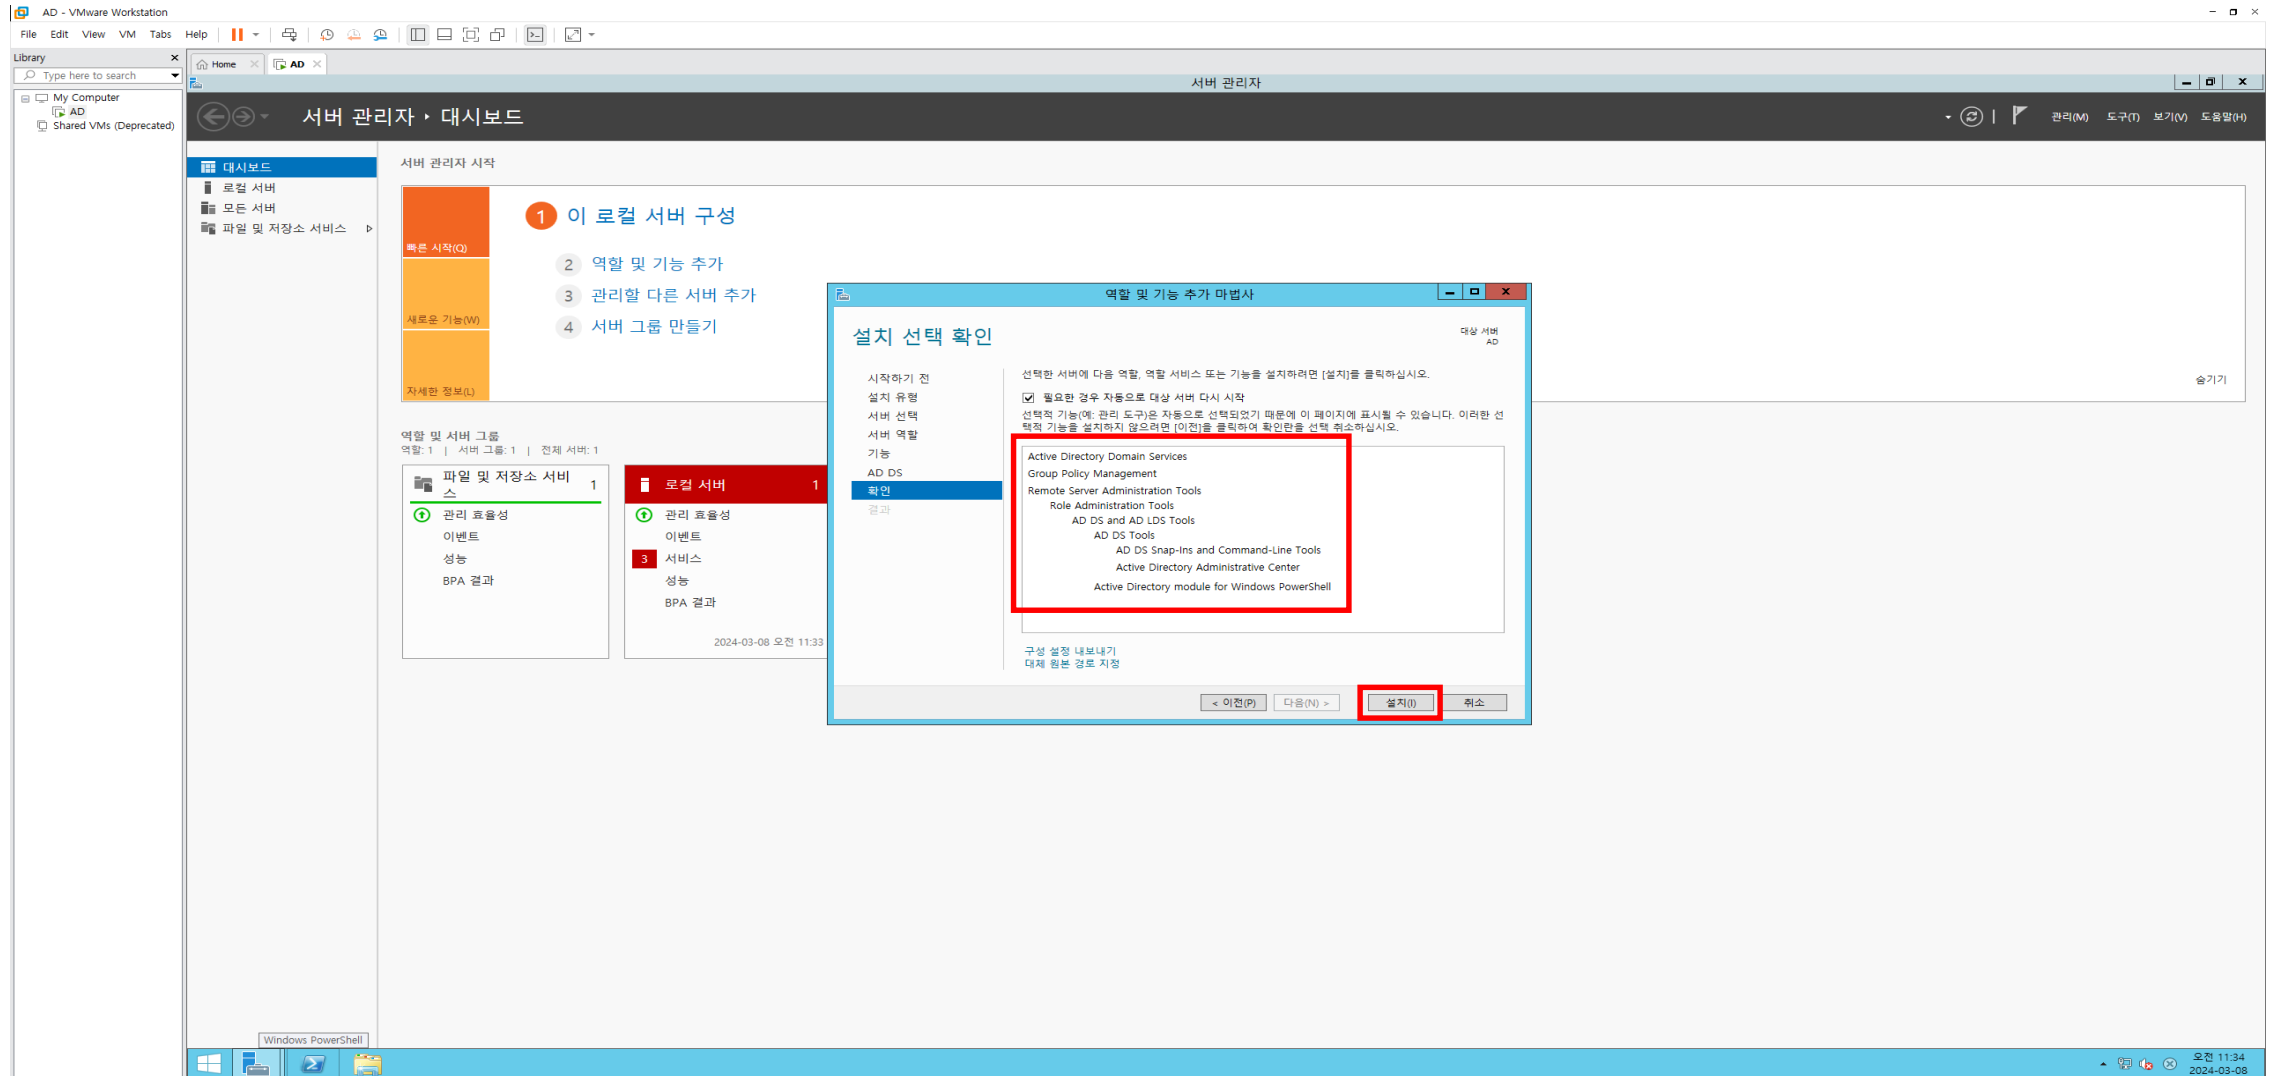 AD - VMware Workstation
File Edit View VM Tabs Help
Library
Type here to search
My Computer
AD
Shared VMs (Deprecated)
Home
AD
서버 관리자
서버 관리자 ‣ 대시보드
관리(M) 도구(T) 보기(V) 도움말(H)
대시보드
로컬 서버
모든 서버
파일 및 저장소 서비스
서버 관리자 시작
빠른 시작(Q)
새로운 기능(W)
자세한 정보(L)
1 이 로컬 서버 구성
2 역할 및 기능 추가
3 관리할 다른 서버 추가
4 서버 그룹 만들기
숨기기
역할 및 서버 그룹
역할: 1 | 서버 그룹: 1 | 전체 서버: 1
파일 및 저장소 서비
스
1
관리 효율성
이벤트
성능
BPA 결과
로컬 서버 1
관리 효율성
이벤트
3 서비스
성능
BPA 결과
2024-03-08 오전 11:33
역할 및 기능 추가 마법사
설치 선택 확인
대상 서버
AD
시작하기 전
설치 유형
서버 선택
서버 역할
기능
AD DS
확인
결과
선택한 서버에 다음 역할, 역할 서비스 또는 기능을 설치하려면 [설치]를 클릭하십시오.
필요한 경우 자동으로 대상 서버 다시 시작
선택적 기능(예: 관리 도구)은 자동으로 선택되었기 때문에 이 페이지에 표시될 수 있습니다. 이러한 선
택적 기능을 설치하지 않으려면 [이전]을 클릭하여 확인란을 선택 취소하십시오.
Active Directory Domain Services
Group Policy Management
Remote Server Administration Tools
Role Administration Tools
AD DS and AD LDS Tools
AD DS Tools
AD DS Snap-Ins and Command-Line Tools
Active Directory Administrative Center
Active Directory module for Windows PowerShell
구성 설정 내보내기
대체 원본 경로 지정
< 이전(P) 다음(N) > 설치(I) 취소
Windows PowerShell
오전 11:34
2024-03-08